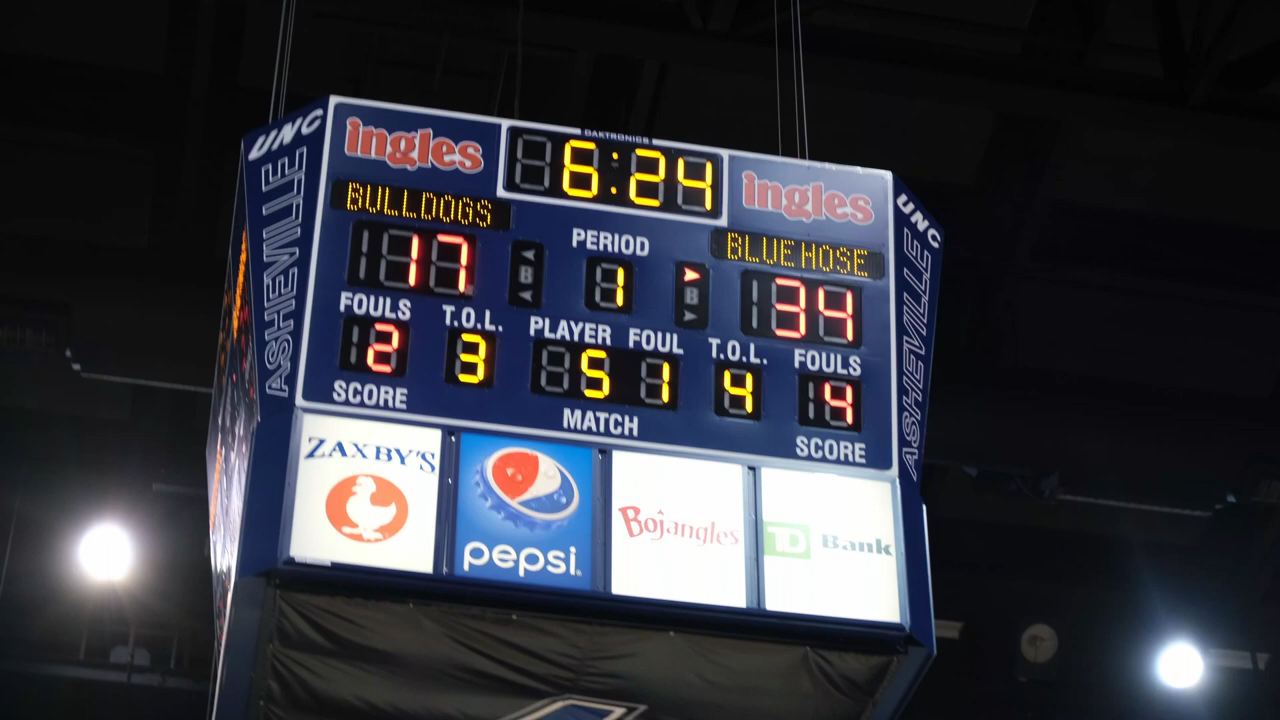 UNC
ASHEVILLE
ingles
DAKTRONICS
6:24
ingles
UNC
ASHEVILLE
BULLDOGS
PERIOD
BLUE HOSE
17
B
1
B
34
FOULS
T.O.L.
PLAYER FOUL
T.O.L.
FOULS
2
3
5 1
4
4
SCORE
MATCH
SCORE
ZAXBY'S
pepsi
Bojangles
TD Bank